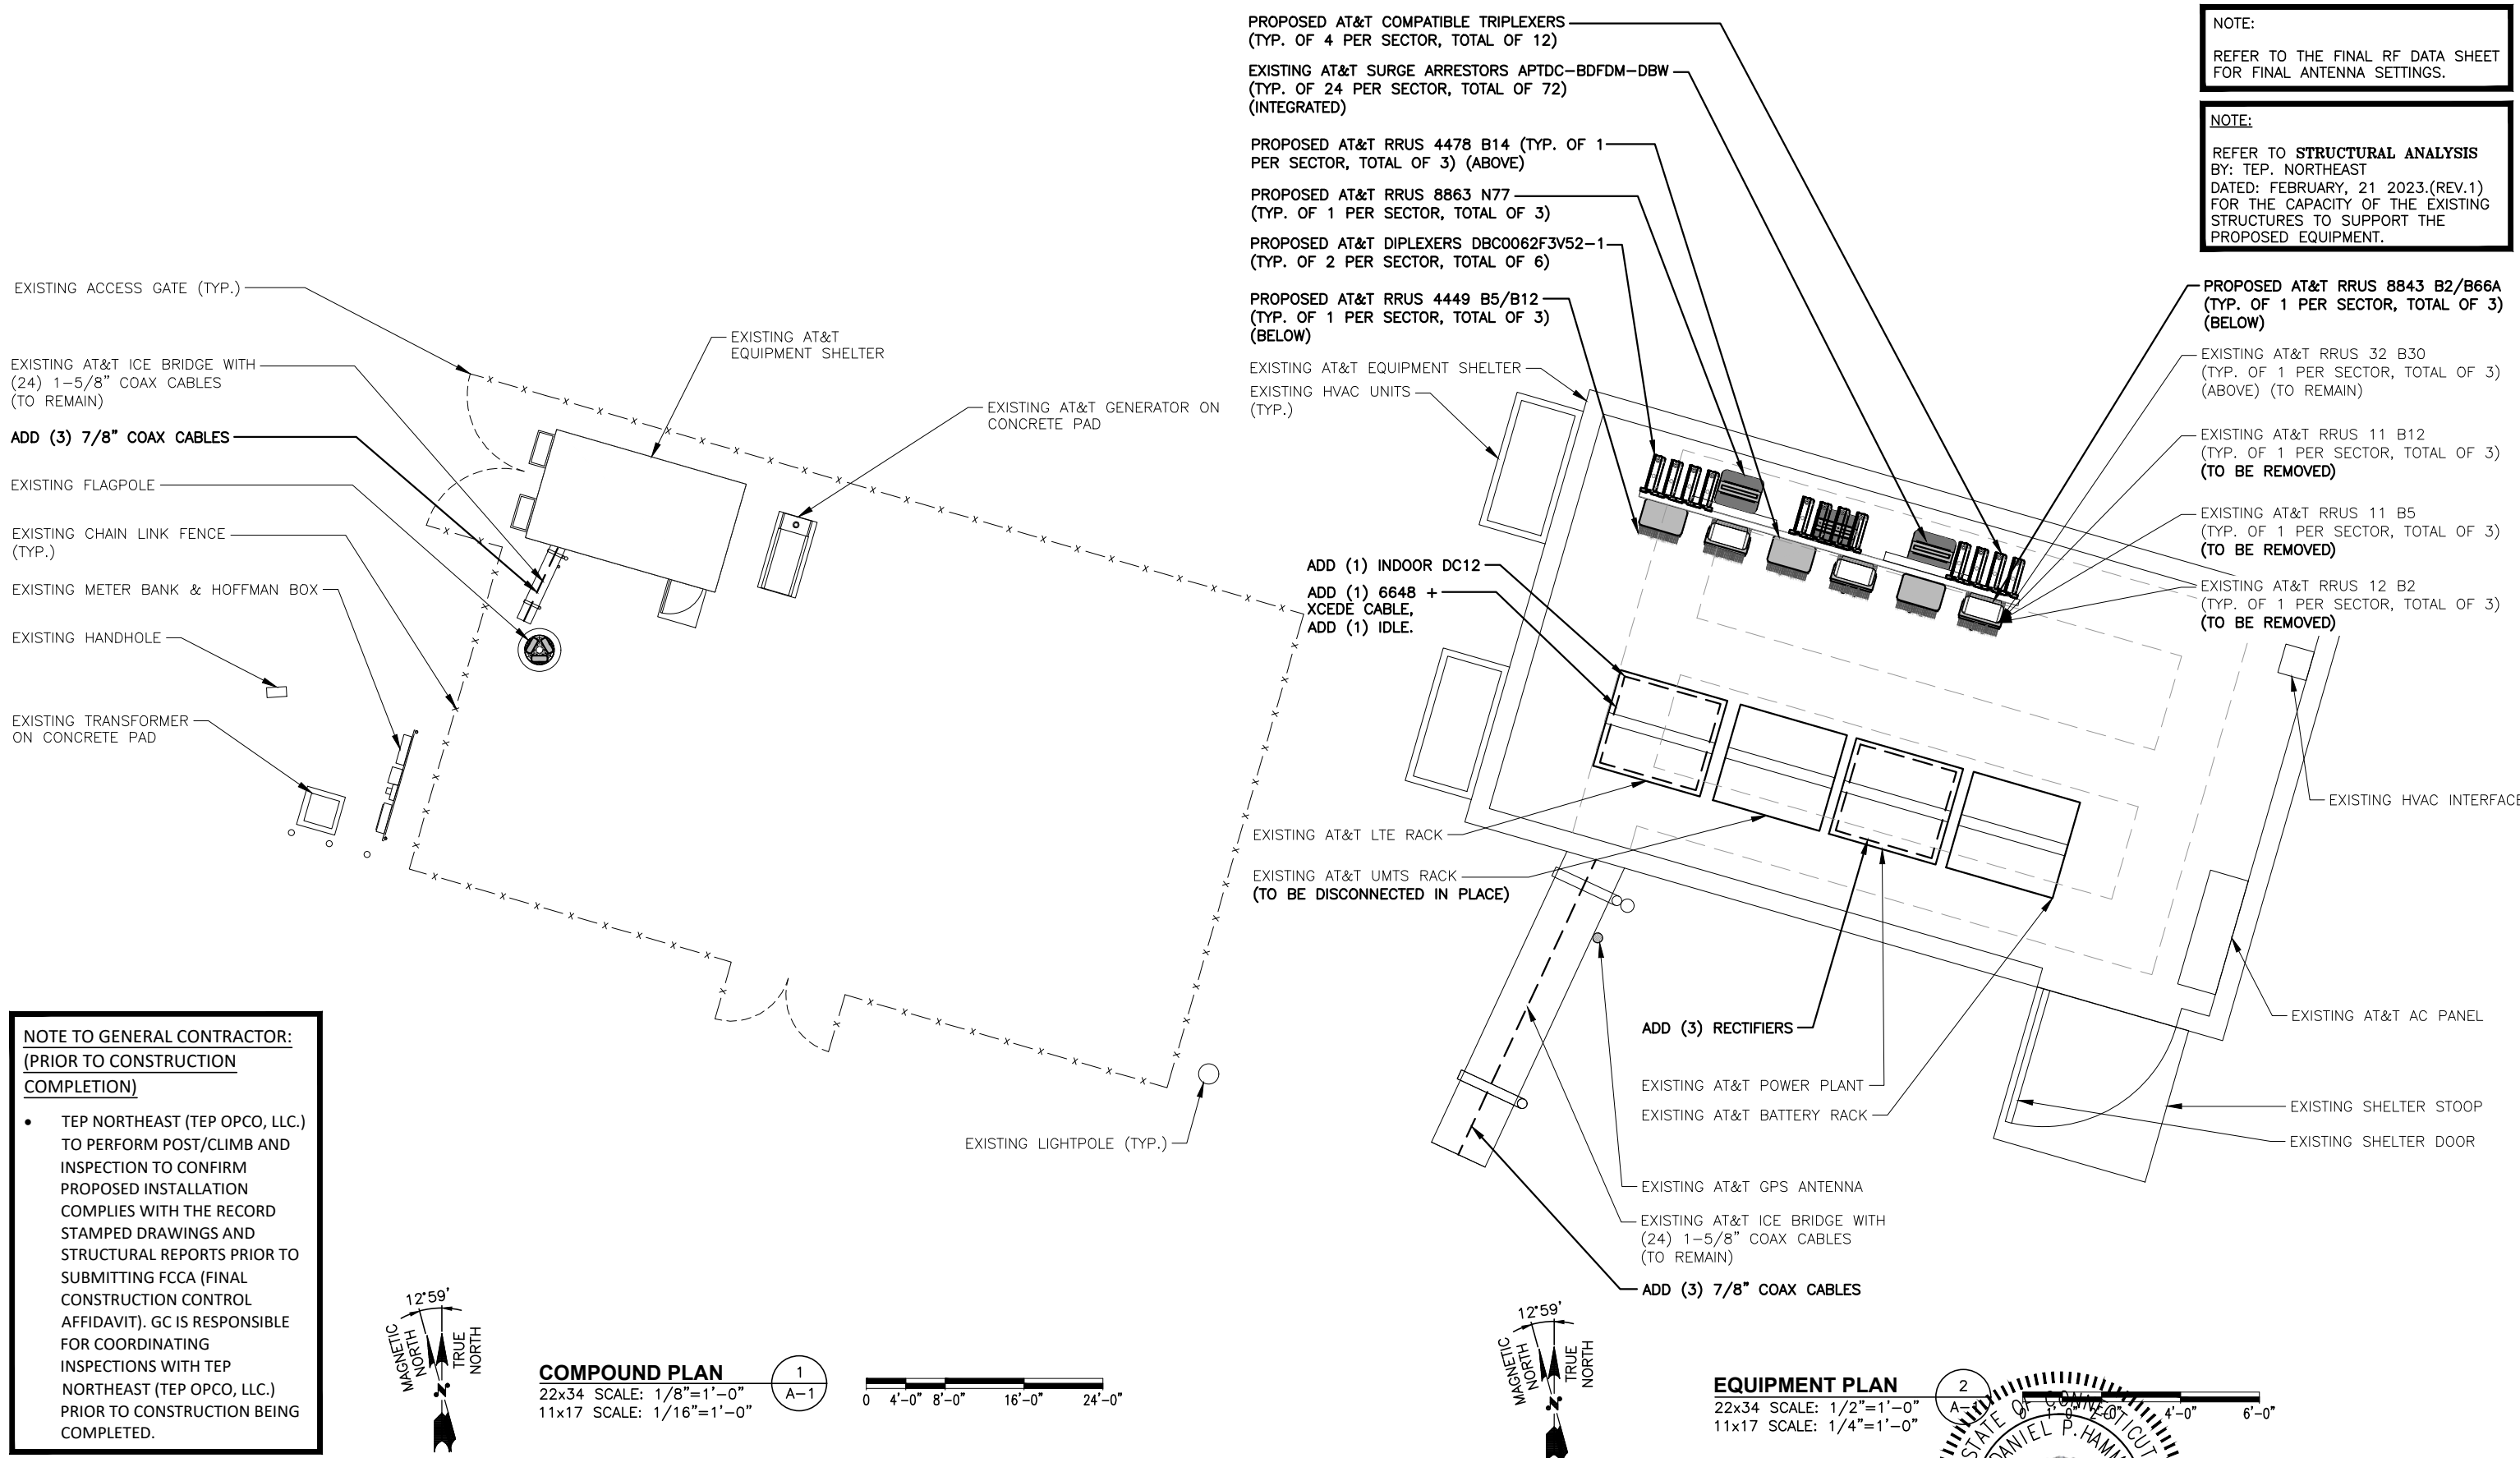 EXISTING ACCESS GATE (TYP.)
EXISTING AT&T ICE BRIDGE WITH
(24) 1-5/8" COAX CABLES
(TO REMAIN)
ADD (3) 7/8" COAX CABLES
EXISTING FLAGPOLE
EXISTING CHAIN LINK FENCE
(TYP.)
EXISTING METER BANK & HOFFMAN BOX
EXISTING HANDHOLE
EXISTING TRANSFORMER
ON CONCRETE PAD
EXISTING AT&T
EQUIPMENT SHELTER
EXISTING AT&T GENERATOR ON
CONCRETE PAD
EXISTING LIGHTPOLE (TYP.)
NOTE TO GENERAL CONTRACTOR:
(PRIOR TO CONSTRUCTION
COMPLETION)
• TEP NORTHEAST (TEP OPCO, LLC.)
TO PERFORM POST/CLIMB AND
INSPECTION TO CONFIRM
PROPOSED INSTALLATION
COMPLIES WITH THE RECORD
STAMPED DRAWINGS AND
STRUCTURAL REPORTS PRIOR TO
SUBMITTING FCCA (FINAL
CONSTRUCTION CONTROL
AFFIDAVIT). GC IS RESPONSIBLE
FOR COORDINATING
INSPECTIONS WITH TEP
NORTHEAST (TEP OPCO, LLC.)
PRIOR TO CONSTRUCTION BEING
COMPLETED.
12°59'
MAGNETIC
NORTH
TRUE
NORTH
N
COMPOUND PLAN
22x34 SCALE: 1/8"=1'-0"
11x17 SCALE: 1/16"=1'-0"
1
A-1
0 4'-0" 8'-0" 16'-0" 24'-0"
PROPOSED AT&T COMPATIBLE TRIPLEXERS
(TYP. OF 4 PER SECTOR, TOTAL OF 12)
EXISTING AT&T SURGE ARRESTORS APTDC-BDFDM-DBW
(TYP. OF 24 PER SECTOR, TOTAL OF 72)
(INTEGRATED)
PROPOSED AT&T RRUS 4478 B14 (TYP. OF 1
PER SECTOR, TOTAL OF 3) (ABOVE)
PROPOSED AT&T RRUS 8863 N77
(TYP. OF 1 PER SECTOR, TOTAL OF 3)
PROPOSED AT&T DIPLEXERS DBC0062F3V52-1
(TYP. OF 2 PER SECTOR, TOTAL OF 6)
PROPOSED AT&T RRUS 4449 B5/B12
(TYP. OF 1 PER SECTOR, TOTAL OF 3)
(BELOW)
EXISTING AT&T EQUIPMENT SHELTER
EXISTING HVAC UNITS
(TYP.)
ADD (1) INDOOR DC12
ADD (1) 6648 +
XCEDE CABLE,
ADD (1) IDLE.
EXISTING AT&T LTE RACK
EXISTING AT&T UMTS RACK
(TO BE DISCONNECTED IN PLACE)
NOTE:
REFER TO THE FINAL RF DATA SHEET
FOR FINAL ANTENNA SETTINGS.
NOTE:
REFER TO STRUCTURAL ANALYSIS
BY: TEP. NORTHEAST
DATED: FEBRUARY, 21 2023.(REV.1)
FOR THE CAPACITY OF THE EXISTING
STRUCTURES TO SUPPORT THE
PROPOSED EQUIPMENT.
PROPOSED AT&T RRUS 8843 B2/B66A
(TYP. OF 1 PER SECTOR, TOTAL OF 3)
(BELOW)
EXISTING AT&T RRUS 32 B30
(TYP. OF 1 PER SECTOR, TOTAL OF 3)
(ABOVE) (TO REMAIN)
EXISTING AT&T RRUS 11 B12
(TYP. OF 1 PER SECTOR, TOTAL OF 3)
(TO BE REMOVED)
EXISTING AT&T RRUS 11 B5
(TYP. OF 1 PER SECTOR, TOTAL OF 3)
(TO BE REMOVED)
EXISTING AT&T RRUS 12 B2
(TYP. OF 1 PER SECTOR, TOTAL OF 3)
(TO BE REMOVED)
EXISTING HVAC INTERFACE
EXISTING AT&T AC PANEL
EXISTING SHELTER STOOP
EXISTING SHELTER DOOR
ADD (3) RECTIFIERS
EXISTING AT&T POWER PLANT
EXISTING AT&T BATTERY RACK
EXISTING AT&T GPS ANTENNA
EXISTING AT&T ICE BRIDGE WITH
(24) 1-5/8" COAX CABLES
(TO REMAIN)
ADD (3) 7/8" COAX CABLES
12°59'
MAGNETIC
NORTH
TRUE
NORTH
N
EQUIPMENT PLAN
22x34 SCALE: 1/2"=1'-0"
11x17 SCALE: 1/4"=1'-0"
2
0 1'-0" 2'-0" 4'-0" 6'-0"
STATE OF CONNECTICUT
DANIEL P.